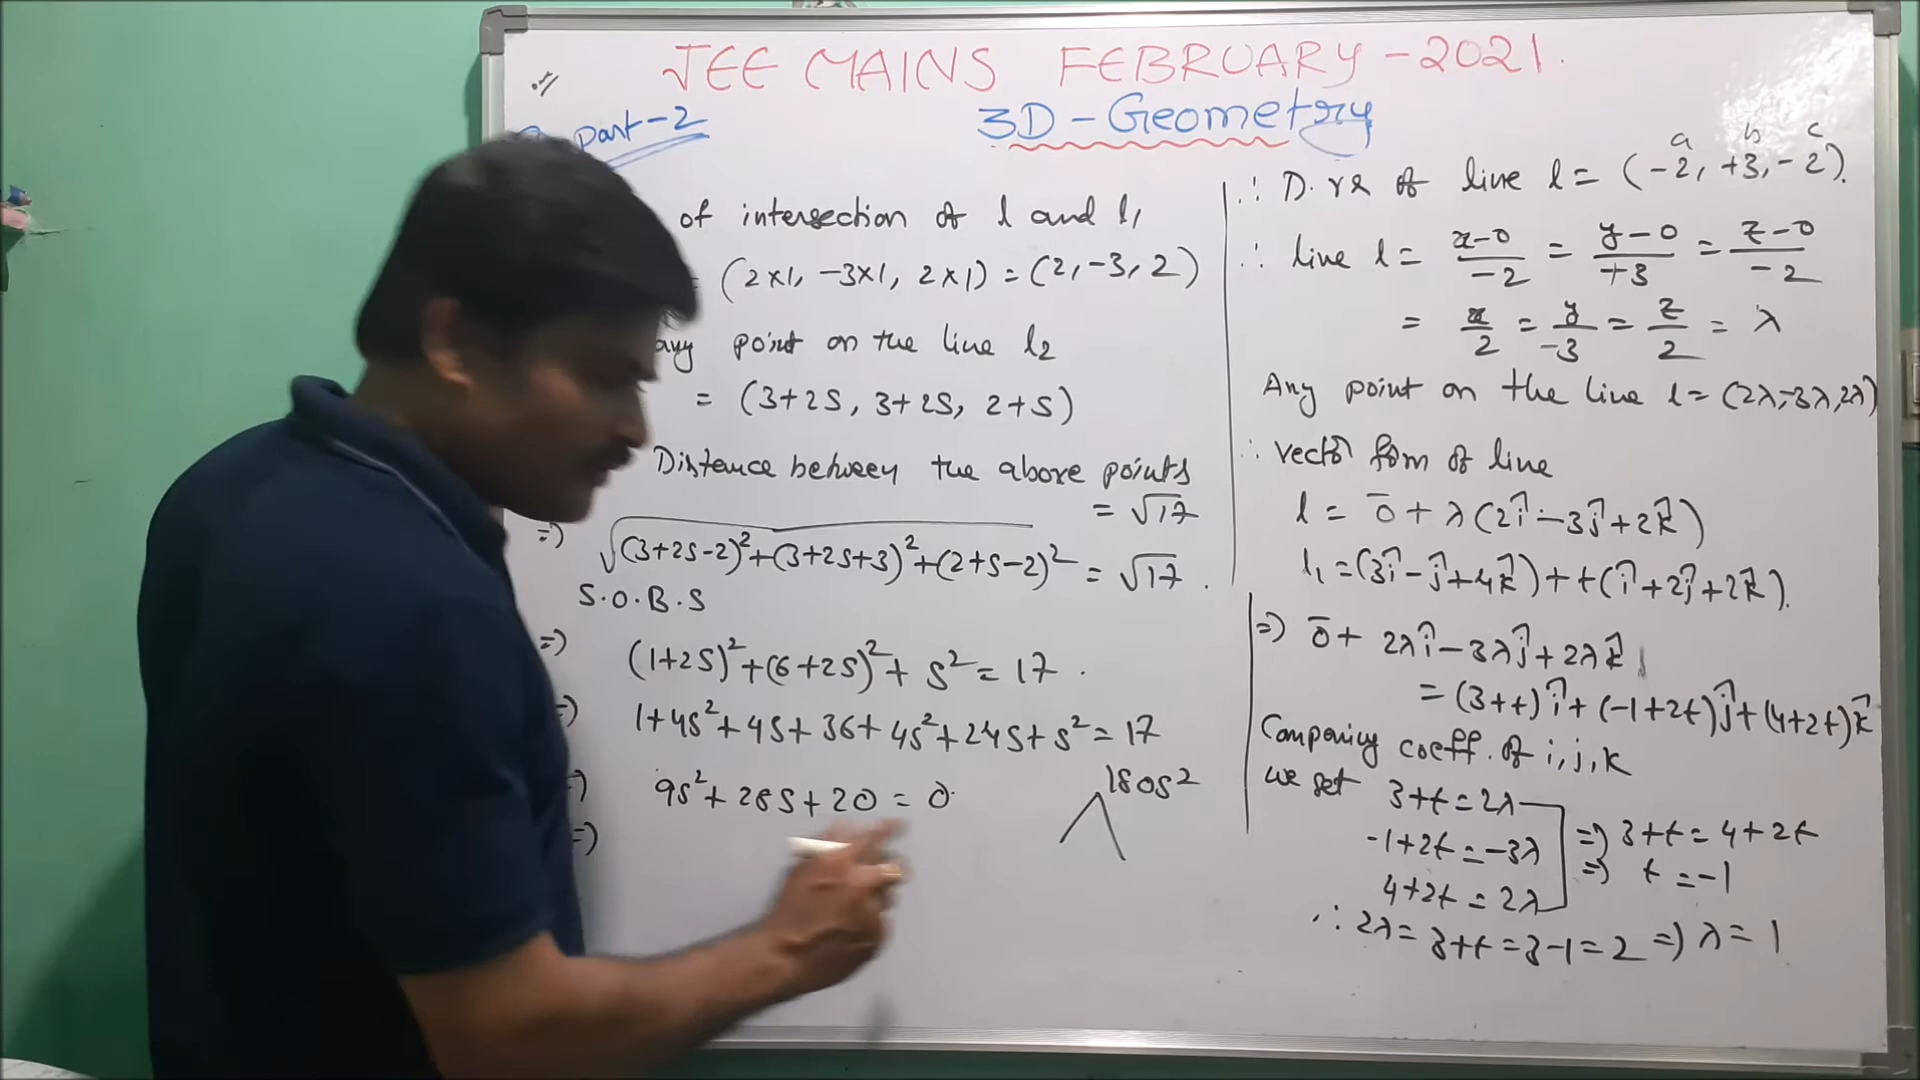 JEE MAINS FEBRUARY - 2021.
part-2
3D - Geometry
of intersection of l and l₁
= (2×1, -3×1, 2×1) = (2, -3, 2)
any point on the line l2
= (3+2S, 3+2S, 2+S)
Distance between the above points
= √17
=) √(3+2S-2)²+(3+2S+3)²+(2+S-2)² = √17.
S.O.B.S
=) (1+2S)²+(6+2S)²+ S² = 17.
=) 1+4S²+4S+36+4S²+24S+S² = 17
=) 9S²+28S+20 = 0
180S²
=)
a b c
∴ D.rs of line l = (-2, +3, -2).
∴ line l = x-0/-2 = y-0/+3 = z-0/-2
= x/2 = y/-3 = z/2 = λ
Any point on the line l = (2λ, -3λ, 2λ)
∴ vector form of line
l = o̅ + λ(2î-3ĵ+2k̂)
l₁ = (3î-ĵ+4k̂) + t(î+2ĵ+2k̂).
=) o̅ + 2λî-3λĵ+2λk̂
= (3+t)î+(-1+2t)ĵ+(4+2t)k̂
Comparing coeff. of i, j, k
we get 3+t = 2λ
-1+2t = -3λ =) 3+t = 4+2t
4+2t = 2λ =) t = -1
∴ 2λ = 3+t = 3-1 = 2 =) λ = 1